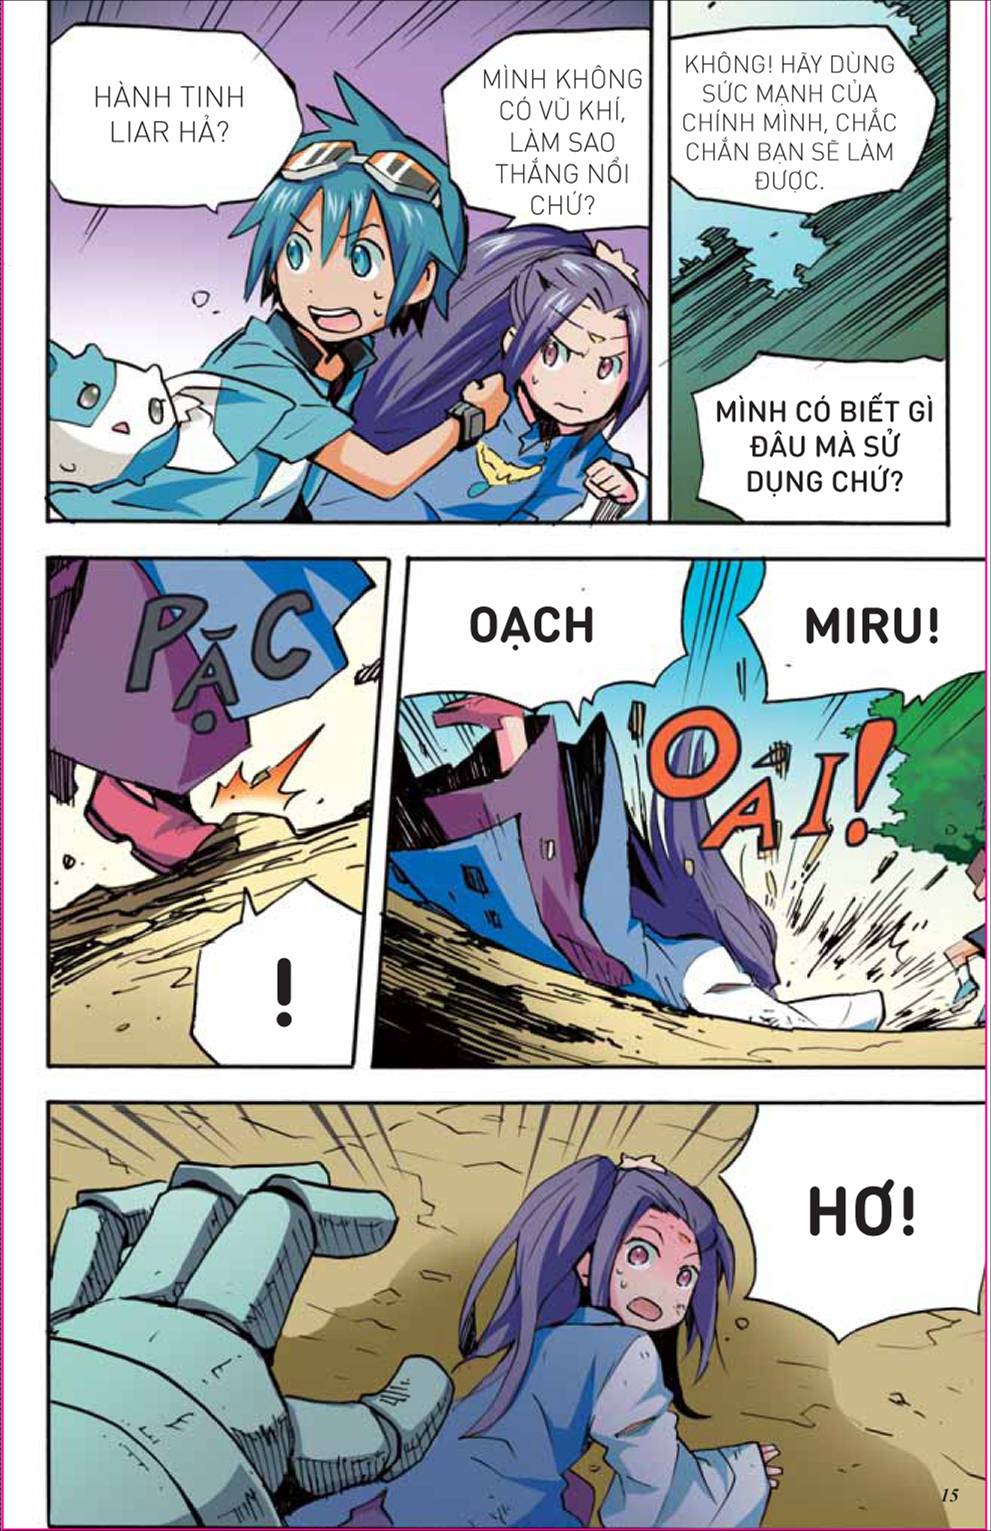 HÀNH TINH
LIAR HẢ?
MÌNH KHÔNG
CÓ VŨ KHÍ,
LÀM SAO
THẮNG NỔI
CHỨ?
KHÔNG! HÃY DÙNG
SỨC MẠNH CỦA
CHÍNH MÌNH, CHẮC
CHẮN BẠN SẼ LÀM
ĐƯỢC.
MÌNH CÓ BIẾT GÌ
ĐÂU MÀ SỬ
DỤNG CHỨ?
PẶC
!
OẠCH
MIRU!
OÁI!
HƠ!
15